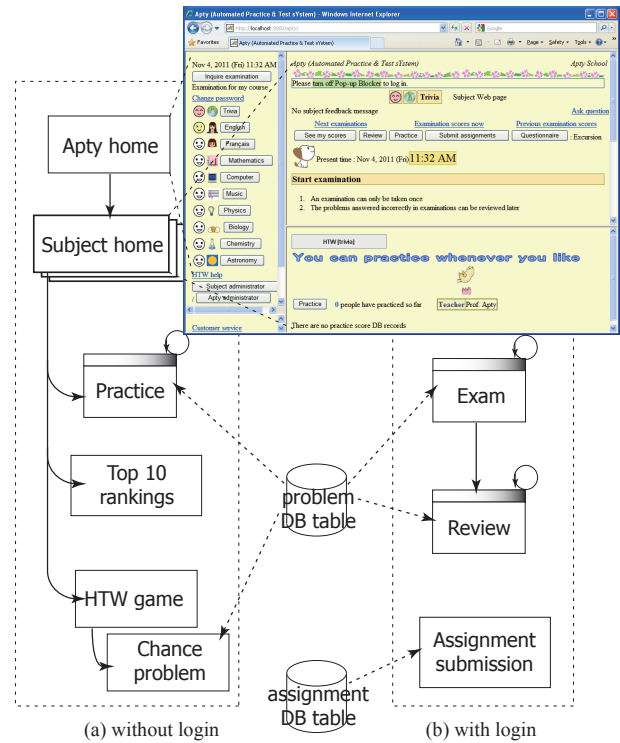 Apty (Automated Practice & Test sYstem) - Windows Internet Explorer
http://localhost:9000/apty/
Google
Favorites
Apty (Automated Practice & Test sYstem)
Page
Safety
Tools
Nov 4, 2011 (Fri) 11:32 AM
Inquire examination
Examination for my course
Change password
Trivia
English
Français
Mathematics
Computer
Music
Physics
Biology
Chemistry
Astronomy
HTW help
Subject administrator
/ Apty administrator
Customer service
Apty (Automated Practice & Test sYstem)
Apty School
Please turn off Pop-up Blocker to log in.
Trivia
Subject Web page
No subject feedback message
Ask question
Next examinations
Examination scores now
Previous examination scores
See my scores
Review
Practice
Submit assignments
Questionnaire
: Excursion
Present time : Nov 4, 2011 (Fri) 11:32 AM
Start examination
1. An examination can only be taken once
2. The problems answered incorrectly in examinations can be reviewed later
HTW [trivia]
You can practice whenever you like
Practice
0 people have practiced so far
Teacher Prof. Apty
There are no practice score DB records
Apty home
Subject home
Practice
Top 10
rankings
HTW game
Chance
problem
problem
DB table
assignment
DB table
Exam
Review
Assignment
submission
(a) without login
(b) with login